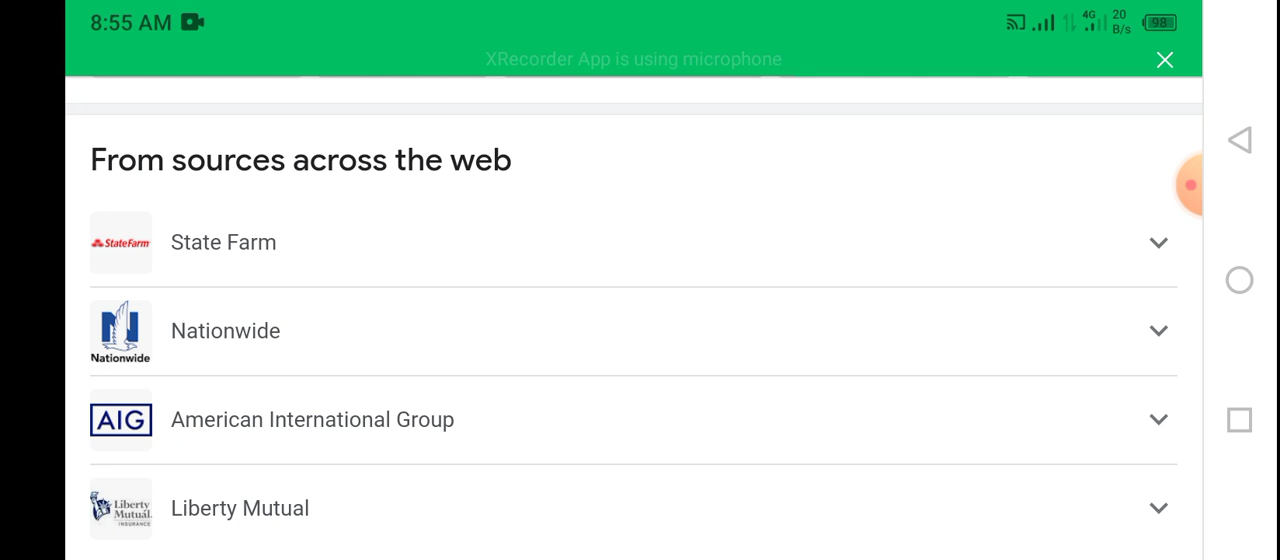 8:55 AM
4G
20
B/s
98
XRecorder App is using microphone
From sources across the web
StateFarm
State Farm
Nationwide
Nationwide
AIG
American International Group
Liberty
Mutual.
INSURANCE
Liberty Mutual